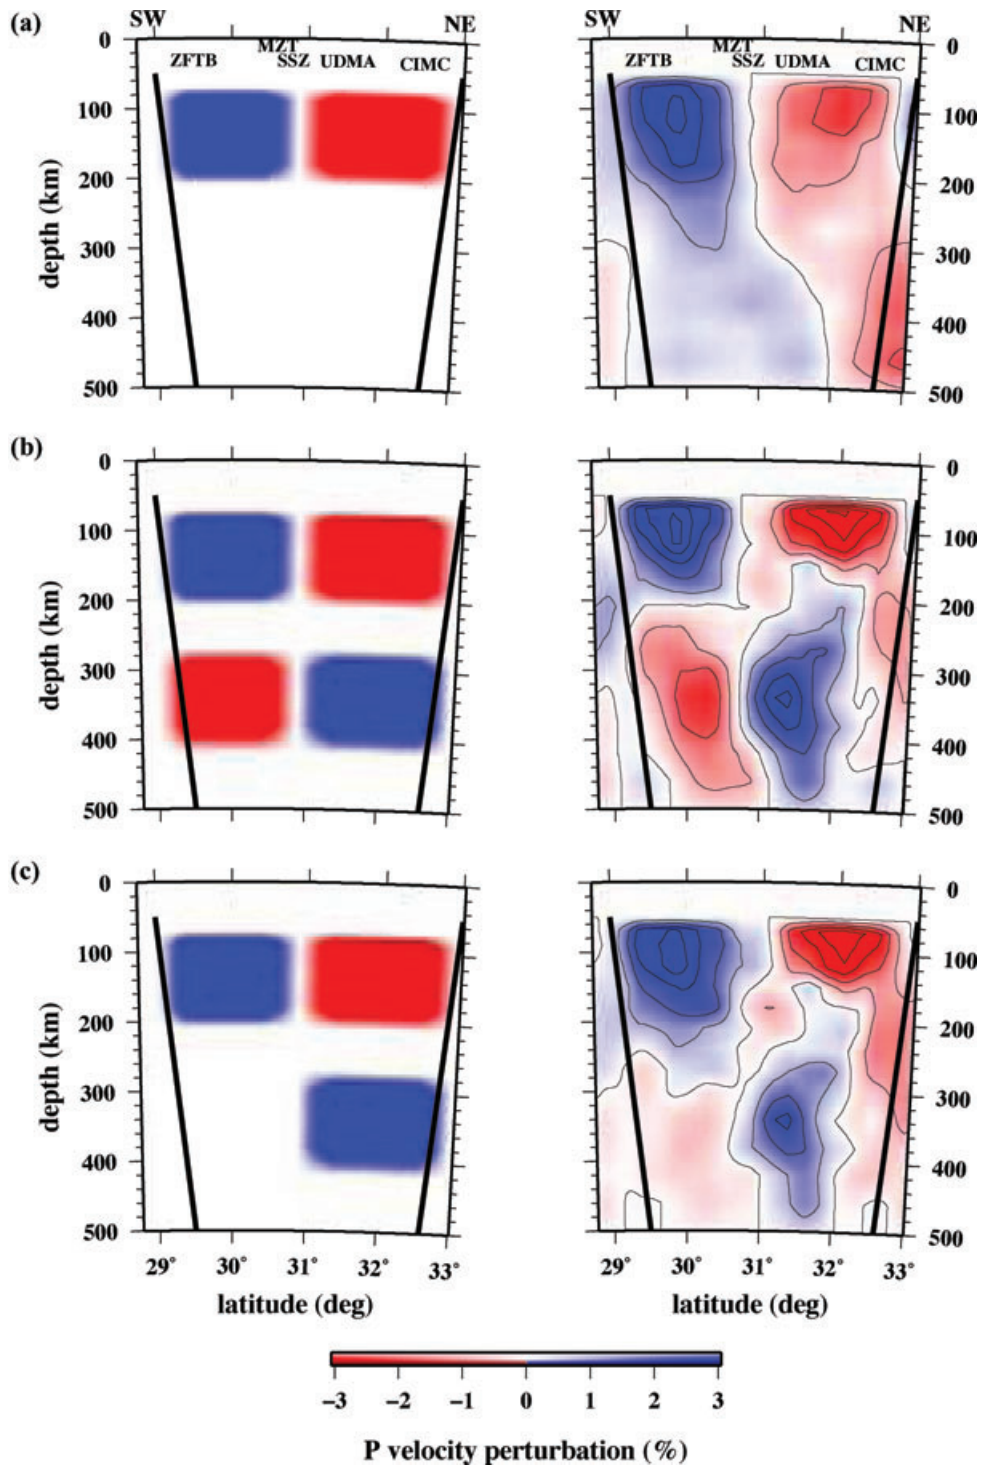 (a)
SW
NE
MZT
MZT
ZFTB
SSZ
UDMA
CIMC
ZFTB
SSZ
UDMA
CIMC
0
100
200
300
400
500
depth (km)
0
100
200
300
400
500
SW
NE
(b)
0
100
200
300
400
500
depth (km)
0
100
200
300
400
500
(c)
0
100
200
300
400
500
depth (km)
0
100
200
300
400
500
29° 30° 31° 32° 33°
29° 30° 31° 32° 33°
latitude (deg)
latitude (deg)
−3 −2 −1 0 1 2 3
P velocity perturbation (%)